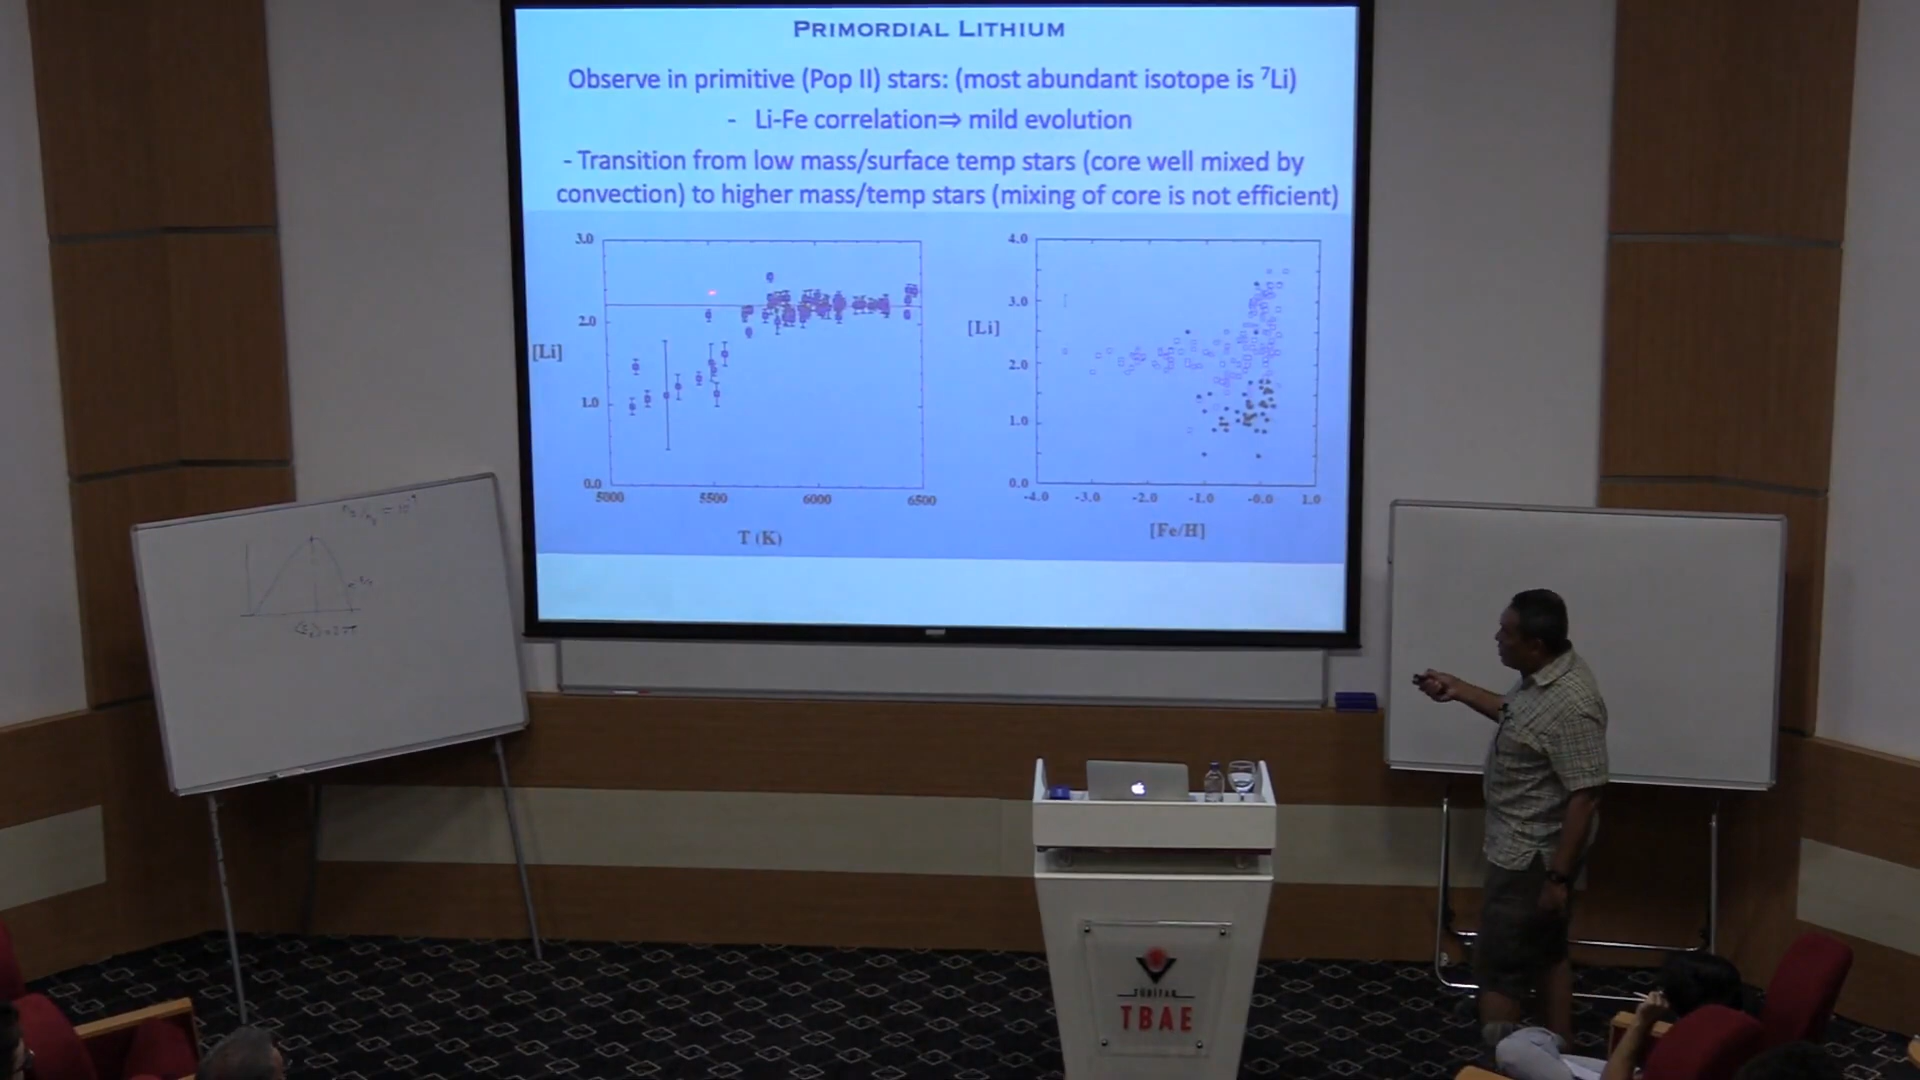 PRIMORDIAL LITHIUM
Observe in primitive (Pop II) stars: (most abundant isotope is ⁷Li)
- Li-Fe correlation⇒ mild evolution
- Transition from low mass/surface temp stars (core well mixed by
convection) to higher mass/temp stars (mixing of core is not efficient)
3.0
2.0
[Li]
1.0
0.0
5000 5500 6000 6500
T (K)
4.0
3.0
[Li]
2.0
1.0
0.0
-4.0 -3.0 -2.0 -1.0 -0.0 1.0
[Fe/H]
TÜBİTAK
TBAE